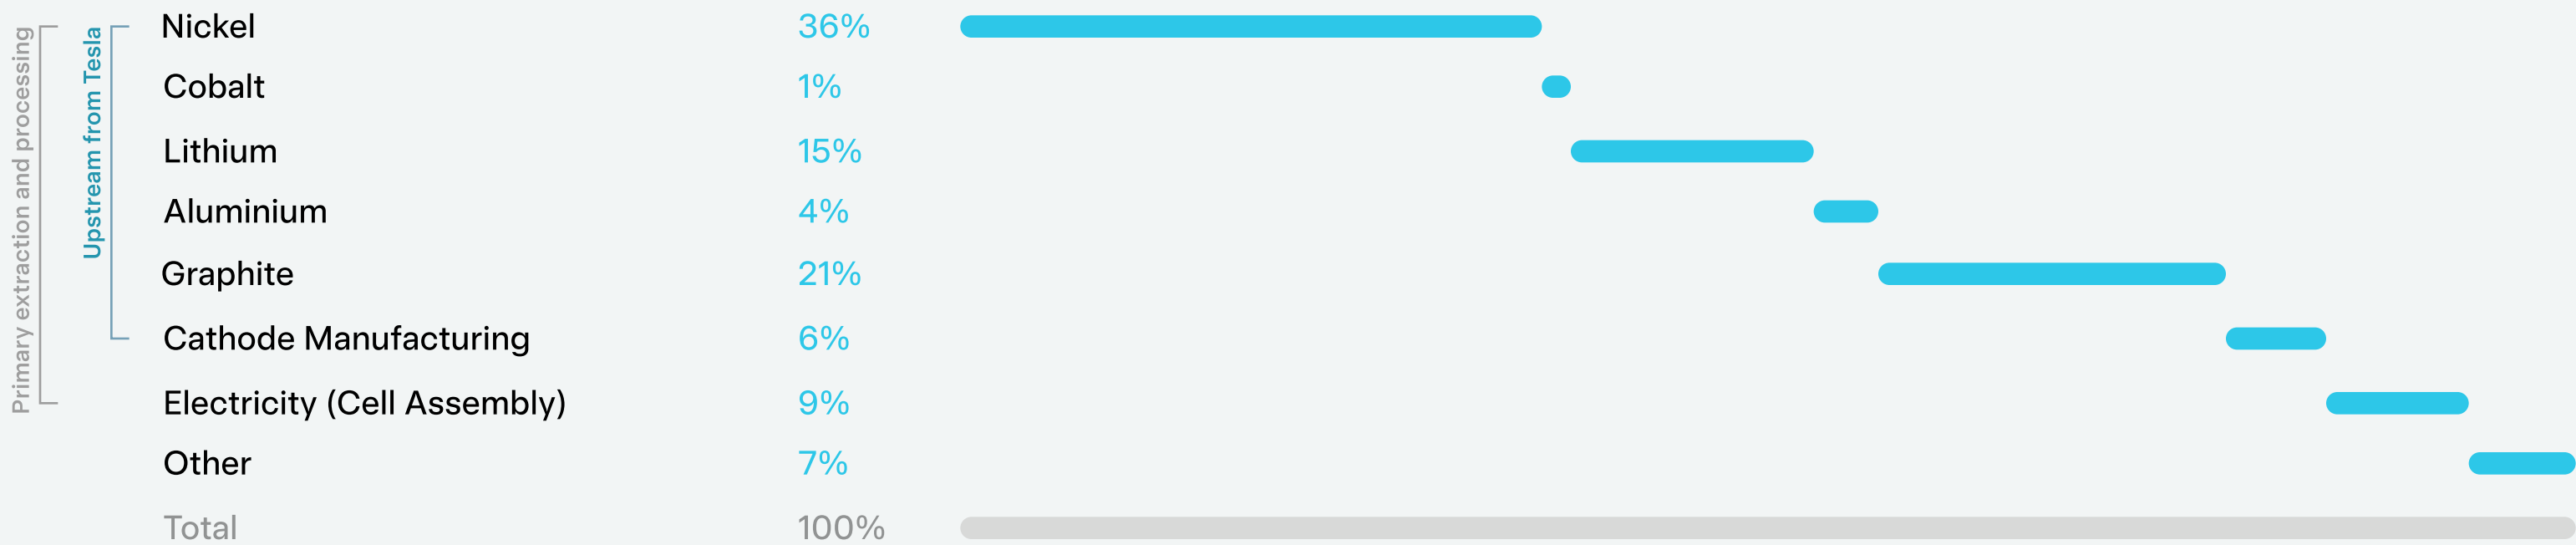 Primary extraction and processing
Upstream from Tesla
Nickel 36%
Cobalt 1%
Lithium 15%
Aluminium 4%
Graphite 21%
Cathode Manufacturing 6%
Electricity (Cell Assembly) 9%
Other 7%
Total 100%